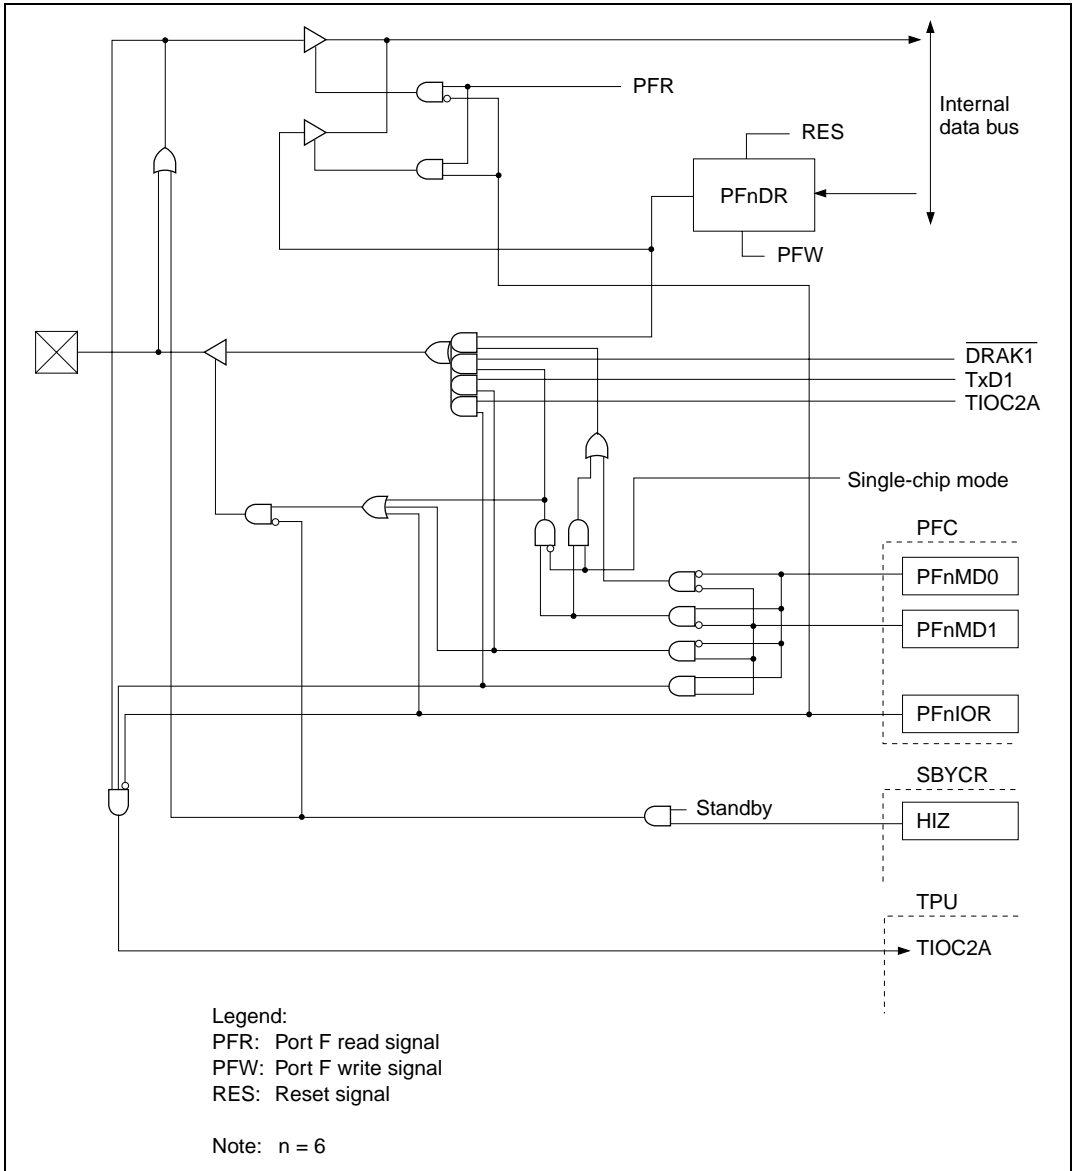 PFR
Internal
data bus
RES
PFnDR
PFW
DRAK1
TxD1
TIOC2A
Single-chip mode
PFC
PFnMD0
PFnMD1
PFnIOR
SBYCR
Standby
HIZ
TPU
TIOC2A
Legend:
PFR: Port F read signal
PFW: Port F write signal
RES: Reset signal
Note: n = 6